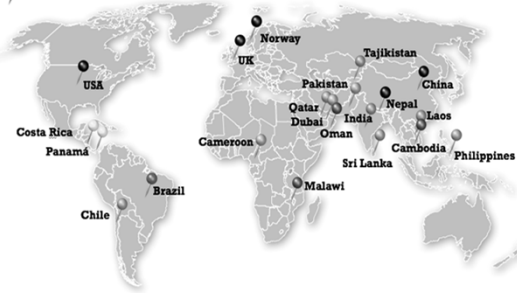 Norway
Tajikistan
UK
USA
Pakistan
China
Qatar
Nepal
Dubai
India
Laos
Oman
Costa Rica
Cameroon
Cambodia
Panamá
Sri Lanka
Philippines
Malawi
Brazil
Chile